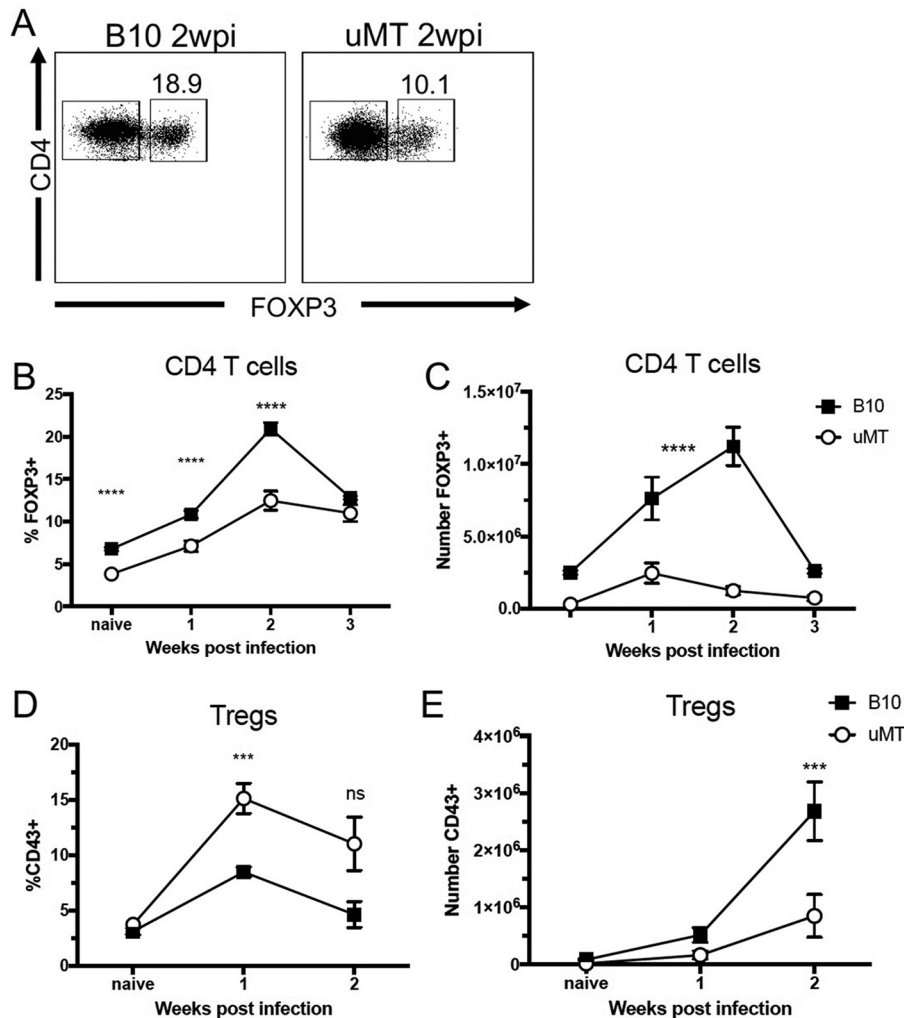 A
B10 2wpi
uMT 2wpi
18.9
10.1
CD4
FOXP3
B
CD4 T cells
25
20
15
10
5
0
% FOXP3+
****
****
****
naive
1
2
3
Weeks post infection
C
CD4 T cells
1.5×10⁷
1.0×10⁷
5.0×10⁶
0.0
Number FOXP3+
****
B10
uMT
1
2
3
Weeks post infection
D
Tregs
20
15
10
5
0
%CD43+
***
ns
naive
1
2
Weeks post infection
E
Tregs
4×10⁶
3×10⁶
2×10⁶
1×10⁶
0
Number CD43+
***
B10
uMT
naive
1
2
Weeks post infection